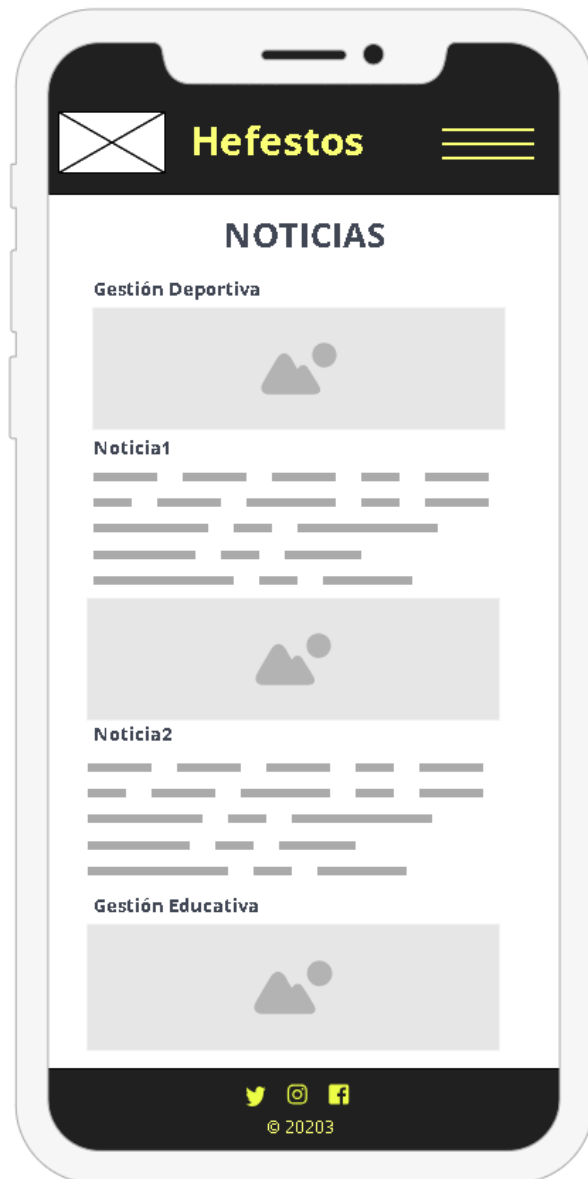 Hefestos
NOTICIAS
Gestión Deportiva
Noticia1
Noticia2
Gestión Educativa
© 20203